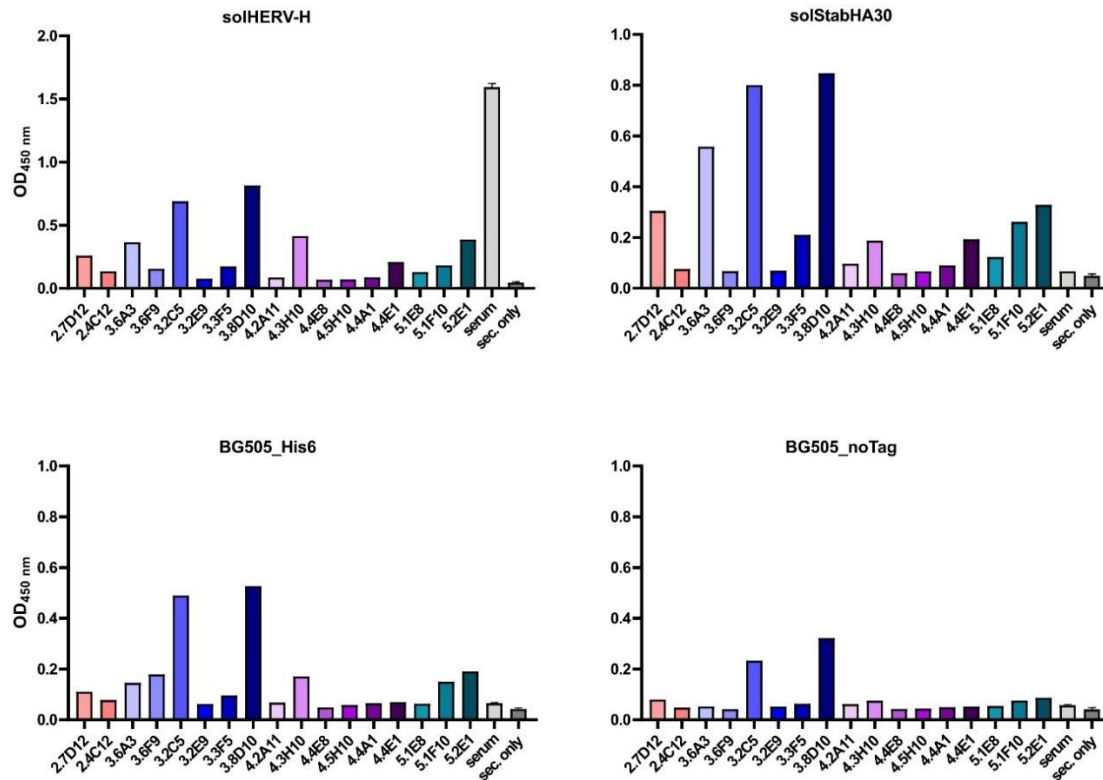 solHERV-H
2.0
1.5
1.0
0.5
0.0
OD450 nm
2.7D12
2.4C12
3.6A3
3.6F9
3.2C5
3.2E9
3.3F5
3.8D10
4.2A11
4.3H10
4.4E8
4.5H10
4.4A1
4.4E1
5.1E8
5.1F10
5.2E1
serum
sec. only
solStabHA30
1.0
0.8
0.6
0.4
0.2
0.0
2.7D12
2.4C12
3.6A3
3.6F9
3.2C5
3.2E9
3.3F5
3.8D10
4.2A11
4.3H10
4.4E8
4.5H10
4.4A1
4.4E1
5.1E8
5.1F10
5.2E1
serum
sec. only
BG505_His6
1.0
0.8
0.6
0.4
0.2
0.0
OD450 nm
2.7D12
2.4C12
3.6A3
3.6F9
3.2C5
3.2E9
3.3F5
3.8D10
4.2A11
4.3H10
4.4E8
4.5H10
4.4A1
4.4E1
5.1E8
5.1F10
5.2E1
serum
sec. only
BG505_noTag
1.0
0.8
0.6
0.4
0.2
0.0
2.7D12
2.4C12
3.6A3
3.6F9
3.2C5
3.2E9
3.3F5
3.8D10
4.2A11
4.3H10
4.4E8
4.5H10
4.4A1
4.4E1
5.1E8
5.1F10
5.2E1
serum
sec. only